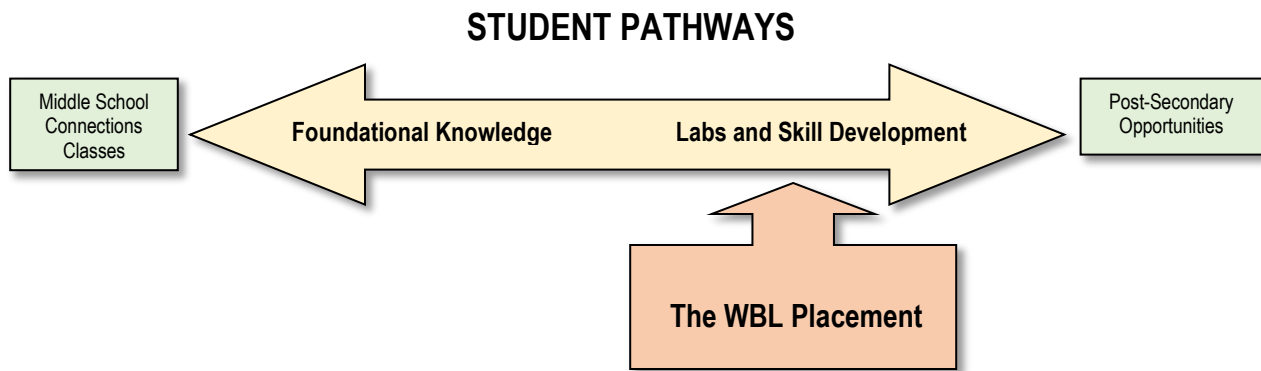 STUDENT PATHWAYS
Middle School
Connections
Classes
Foundational Knowledge
Labs and Skill Development
Post-Secondary
Opportunities
The WBL Placement